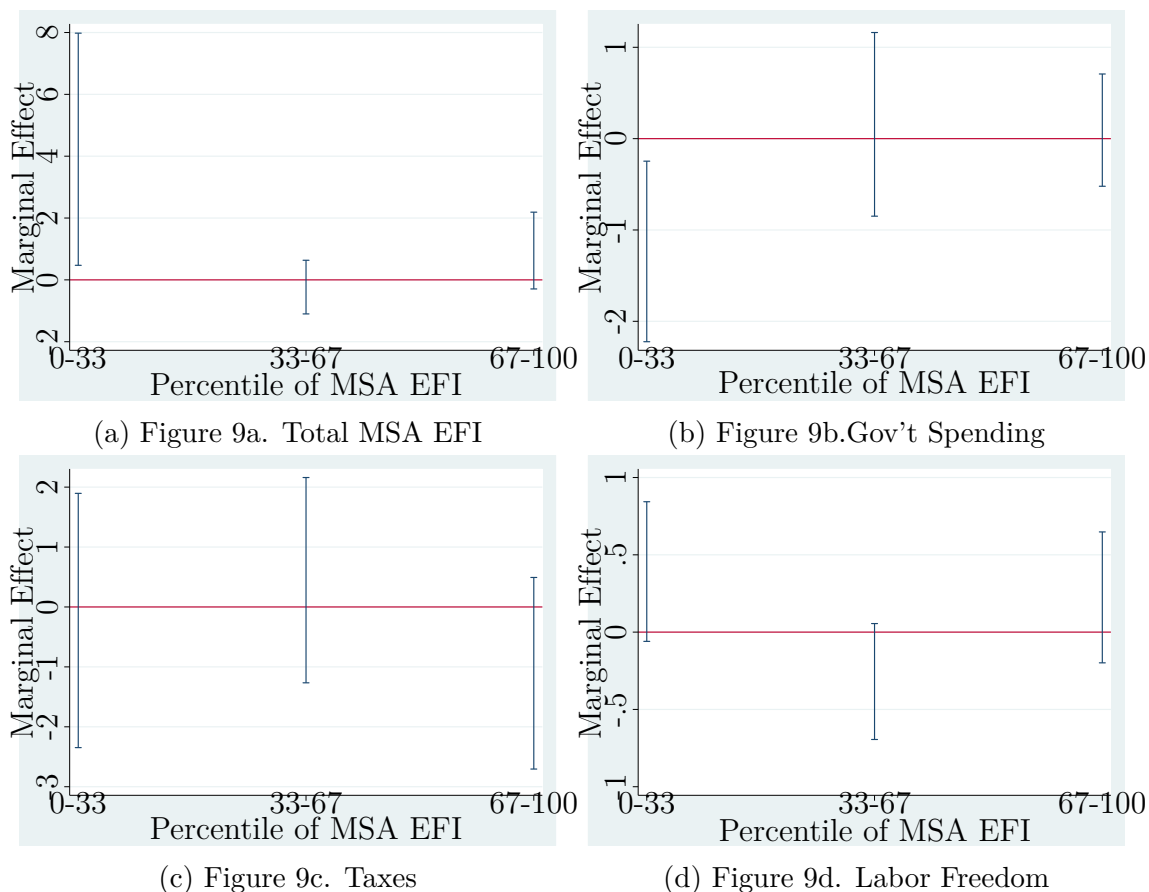 Marginal Effect
8
6
4
2
0
-2
0-33 33-67 67-100
Percentile of MSA EFI
(a) Figure 9a. Total MSA EFI
Marginal Effect
1
0
-1
-2
0-33 33-67 67-100
Percentile of MSA EFI
(b) Figure 9b.Gov't Spending
Marginal Effect
2
1
0
-1
-2
-3
0-33 33-67 67-100
Percentile of MSA EFI
(c) Figure 9c. Taxes
Marginal Effect
1
.5
0
-.5
-1
0-33 33-67 67-100
Percentile of MSA EFI
(d) Figure 9d. Labor Freedom